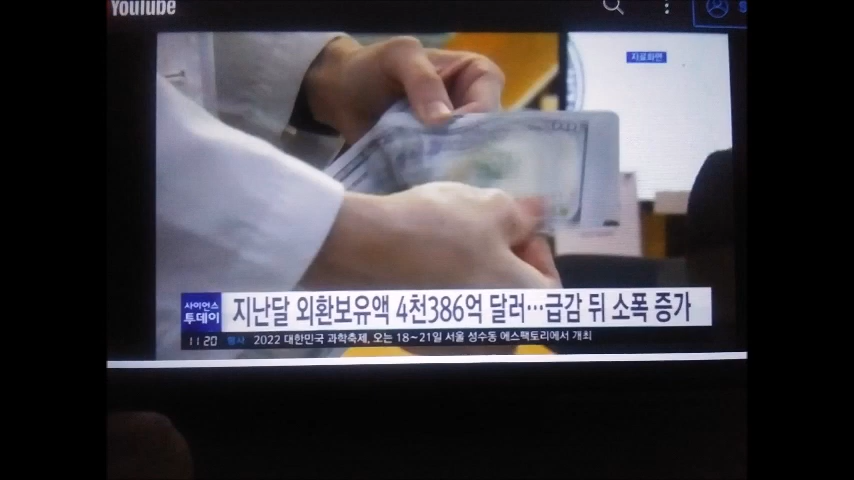 YouTube
자료화면
사이언스
투데이
지난달 외환보유액 4천386억 달러…급감 뒤 소폭 증가
11:20 행사 2022 대한민국 과학축제, 오는 18~21일 서울 성수동 에스팩토리에서 개최